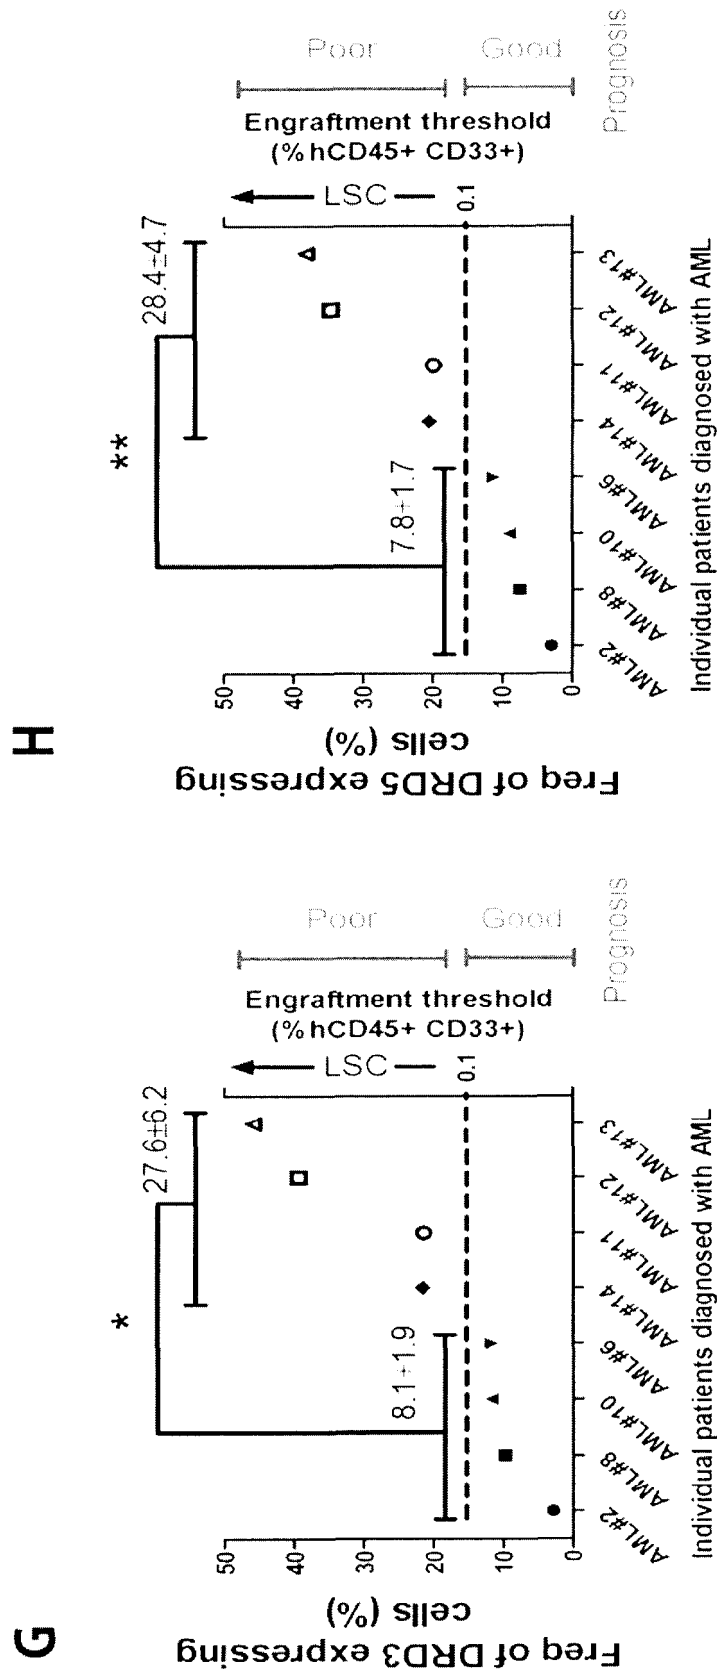 G
Freq of DRD3 expressing
cells (%)
50
40
30
20
10
0
*
27.6±6.2
8.1+1.9
LSC
0.1
Engraftment threshold
(%hCD45+ CD33+)
Poor
Good
Prognosis
AML#2
AML#8
AML#10
AML#6
AML#14
AML#11
AML#12
AML#13
Individual patients diagnosed with AML
H
Freq of DRD5 expressing
cells (%)
50
40
30
20
10
0
**
28.4±4.7
7.8+1.7
LSC
0.1
Engraftment threshold
(%hCD45+ CD33+)
Poor
Good
Prognosis
AML#2
AML#8
AML#10
AML#6
AML#14
AML#11
AML#12
AML#13
Individual patients diagnosed with AML